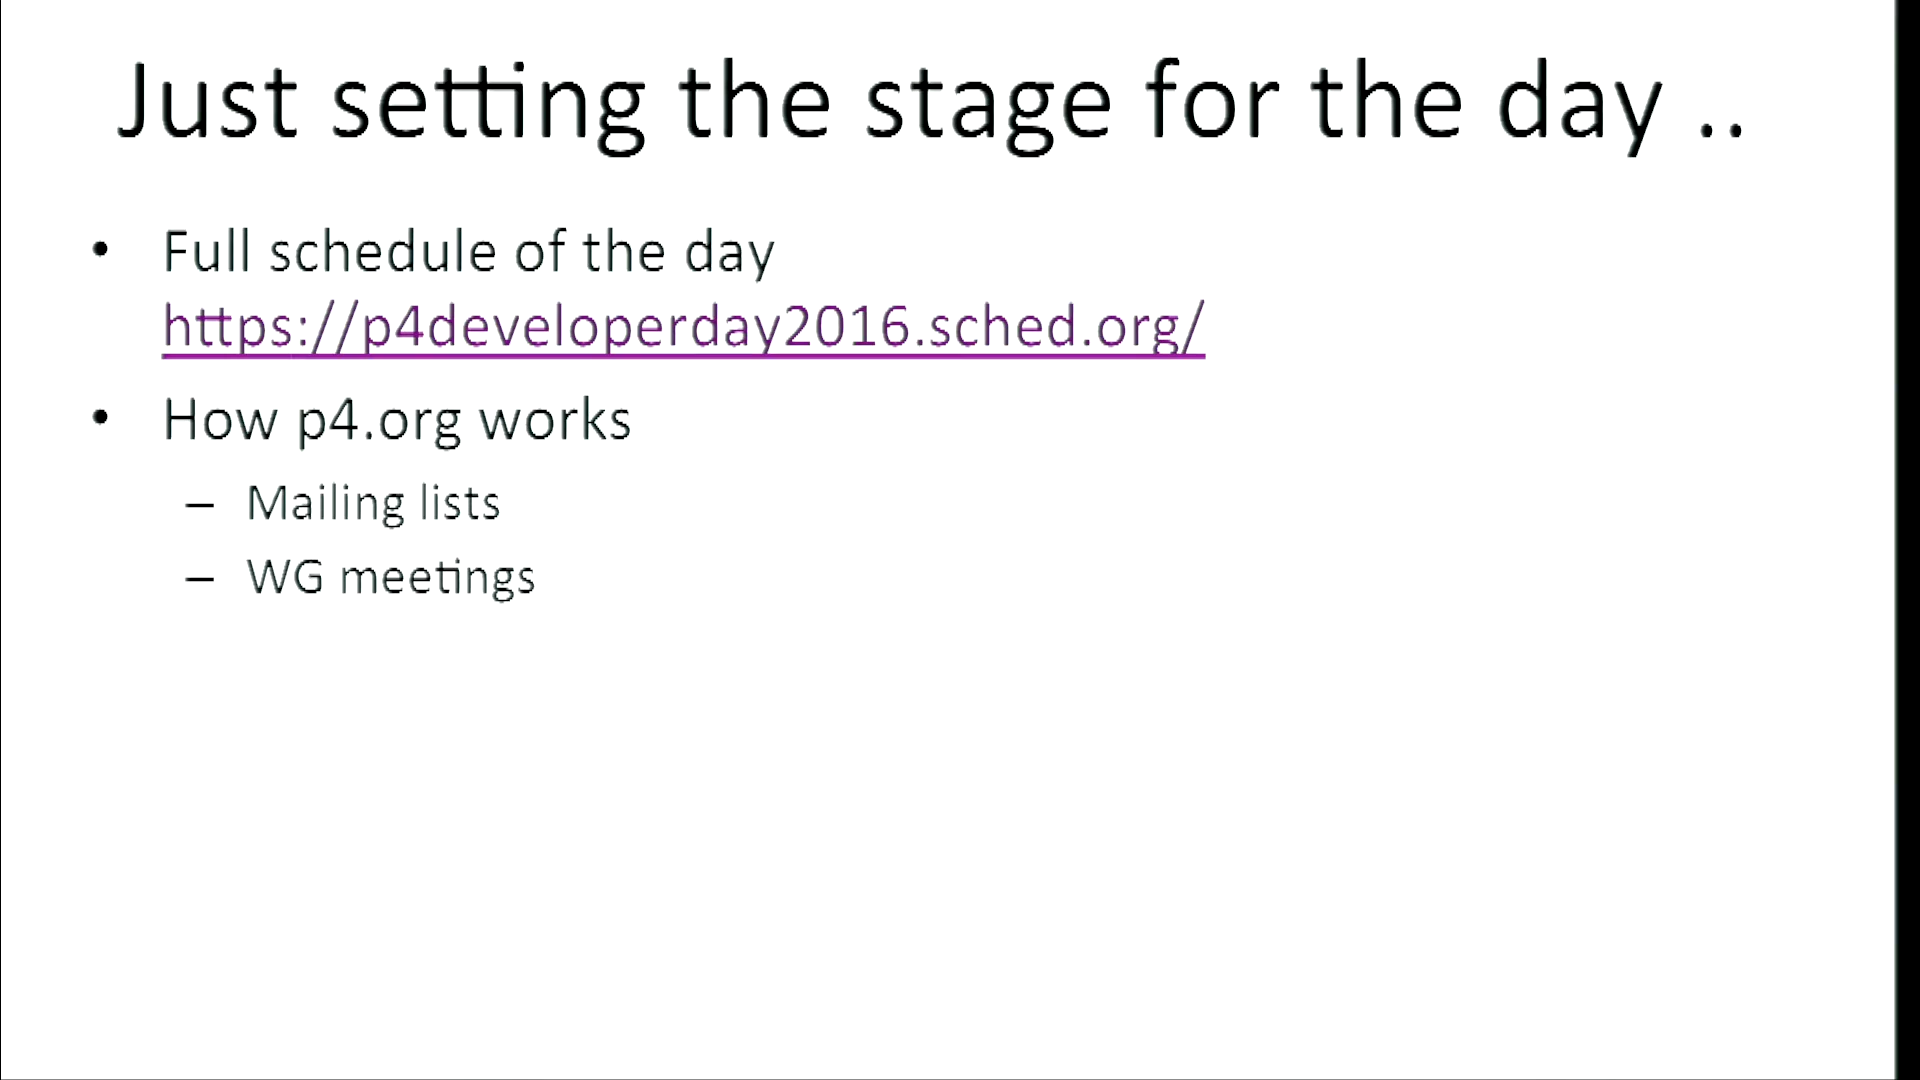 Just setting the stage for the day ..
• Full schedule of the day
https://p4developerday2016.sched.org/
• How p4.org works
– Mailing lists
– WG meetings